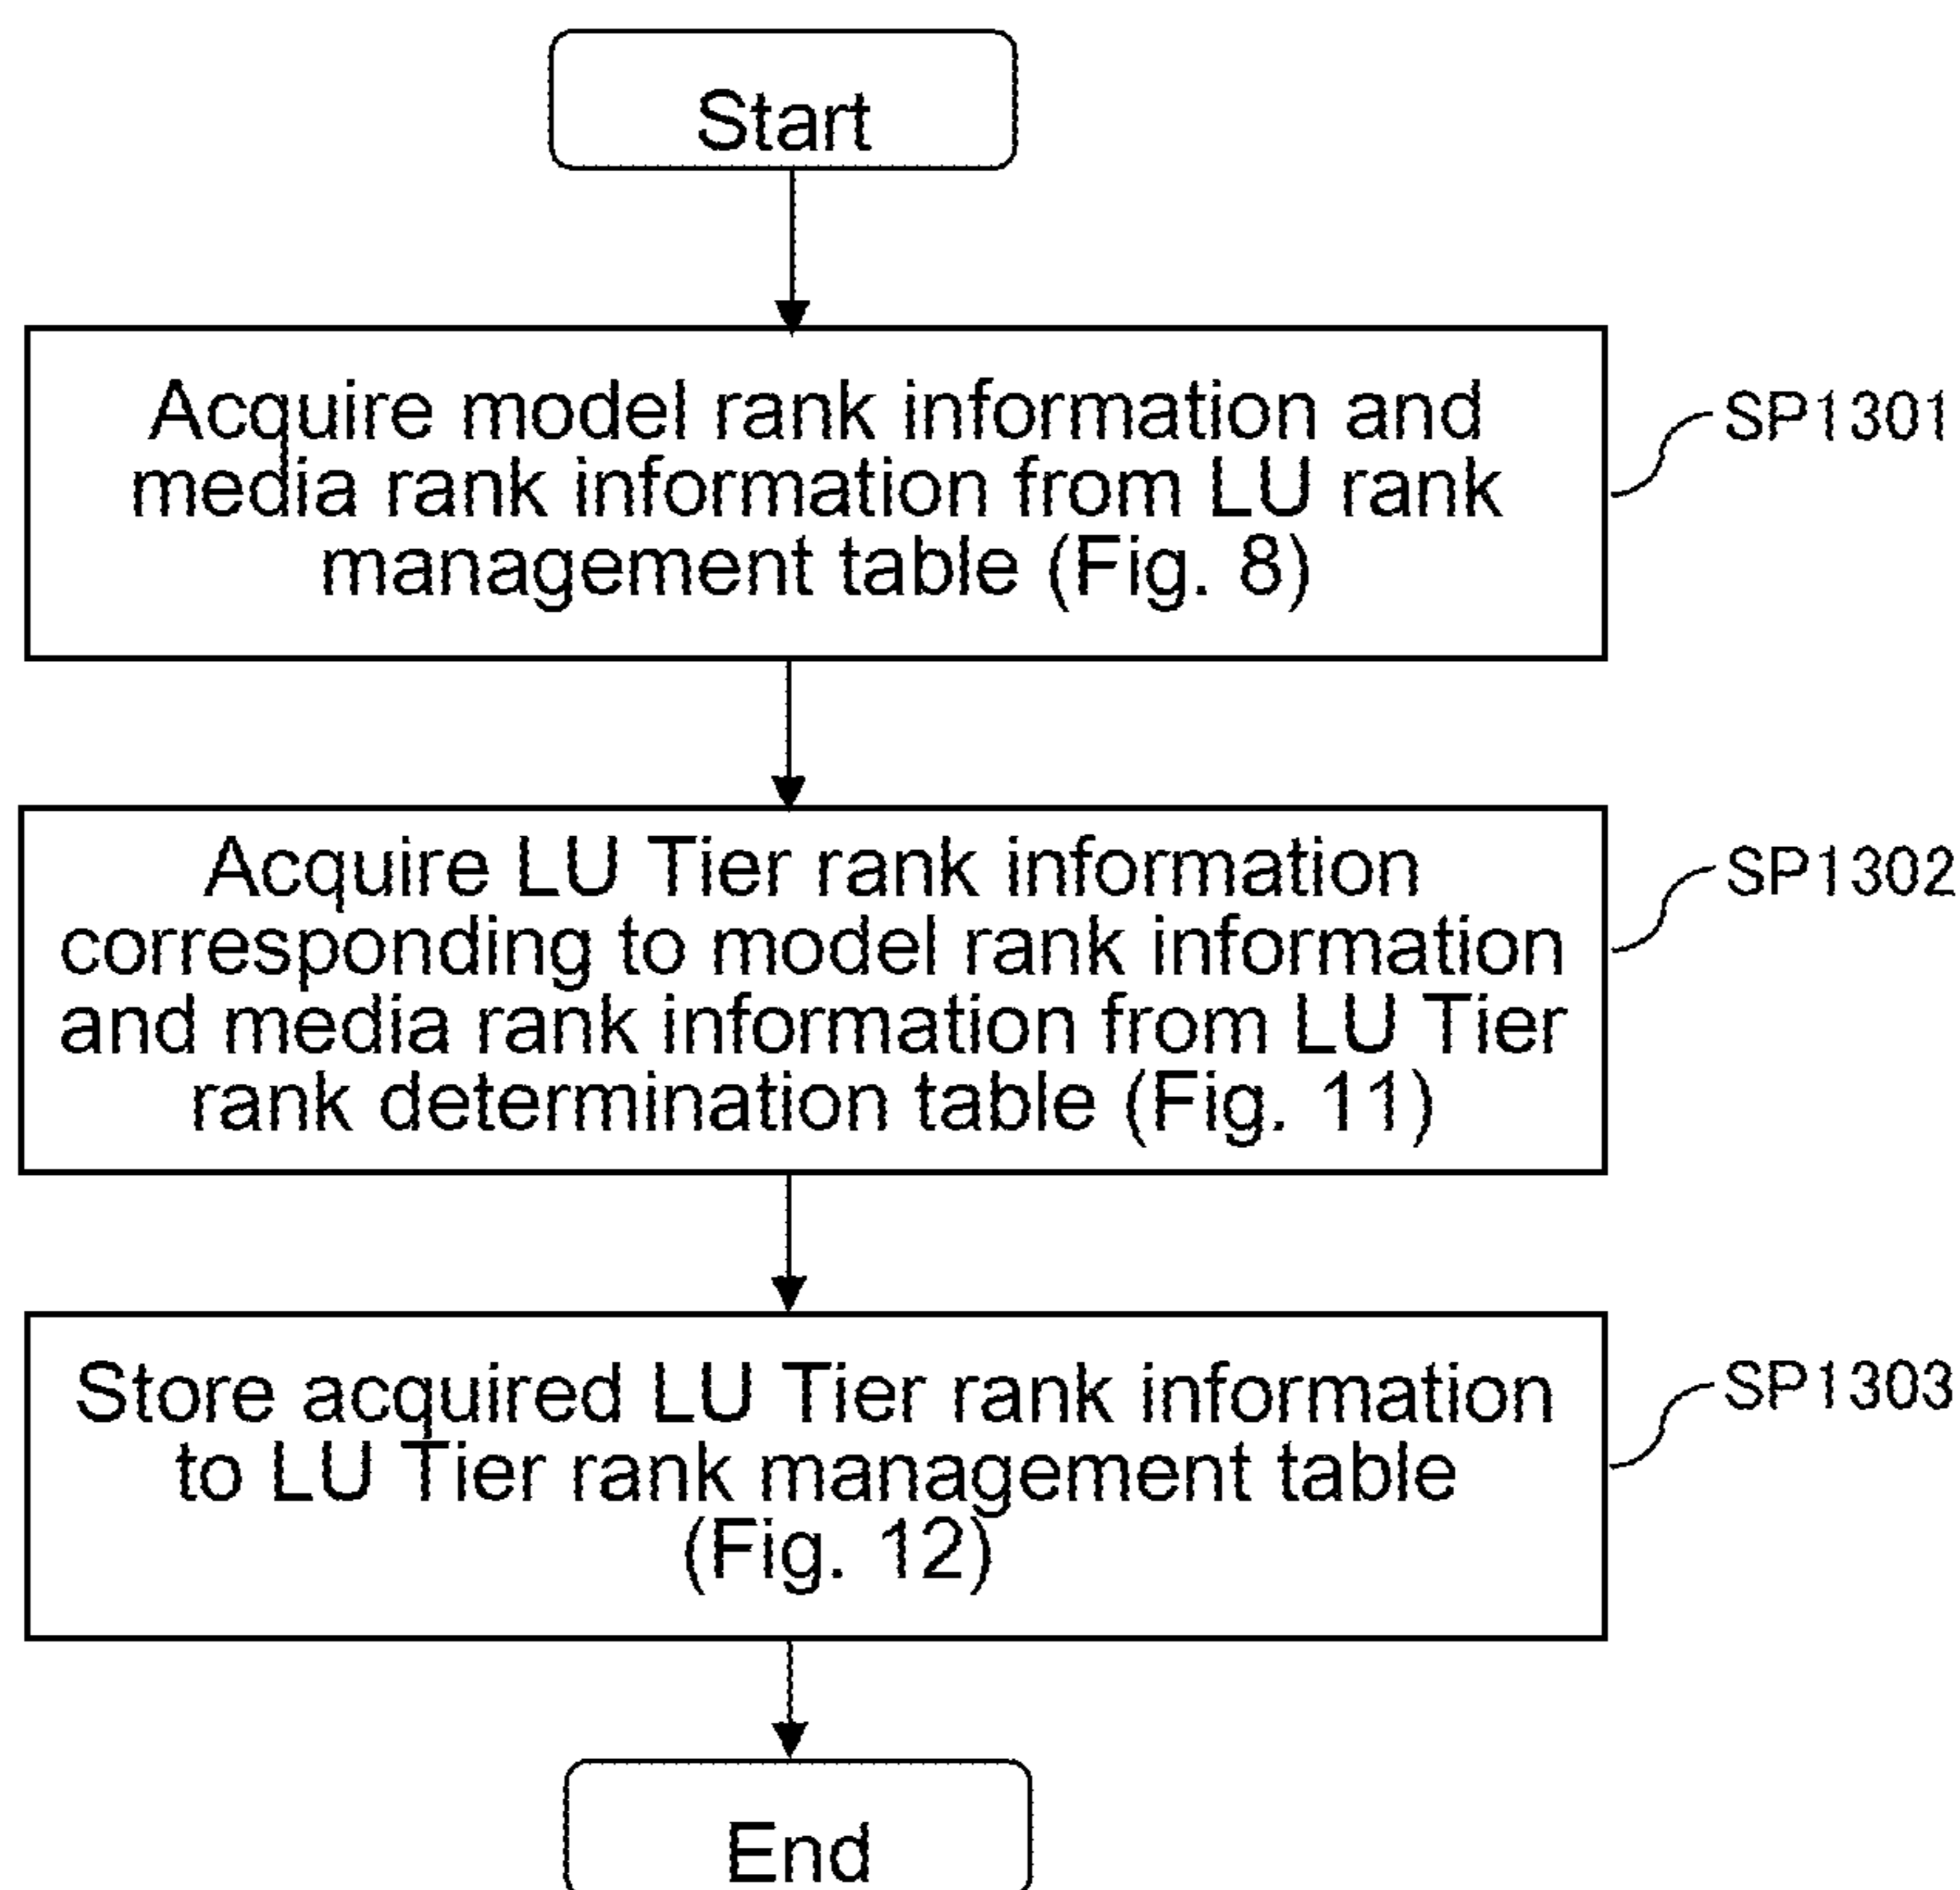 Start
Acquire model rank information and
media rank information from LU rank
management table (Fig. 8)
SP1301
Acquire LU Tier rank information
corresponding to model rank information
and media rank information from LU Tier
rank determination table (Fig. 11)
SP1302
Store acquired LU Tier rank information
to LU Tier rank management table
(Fig. 12)
SP1303
End